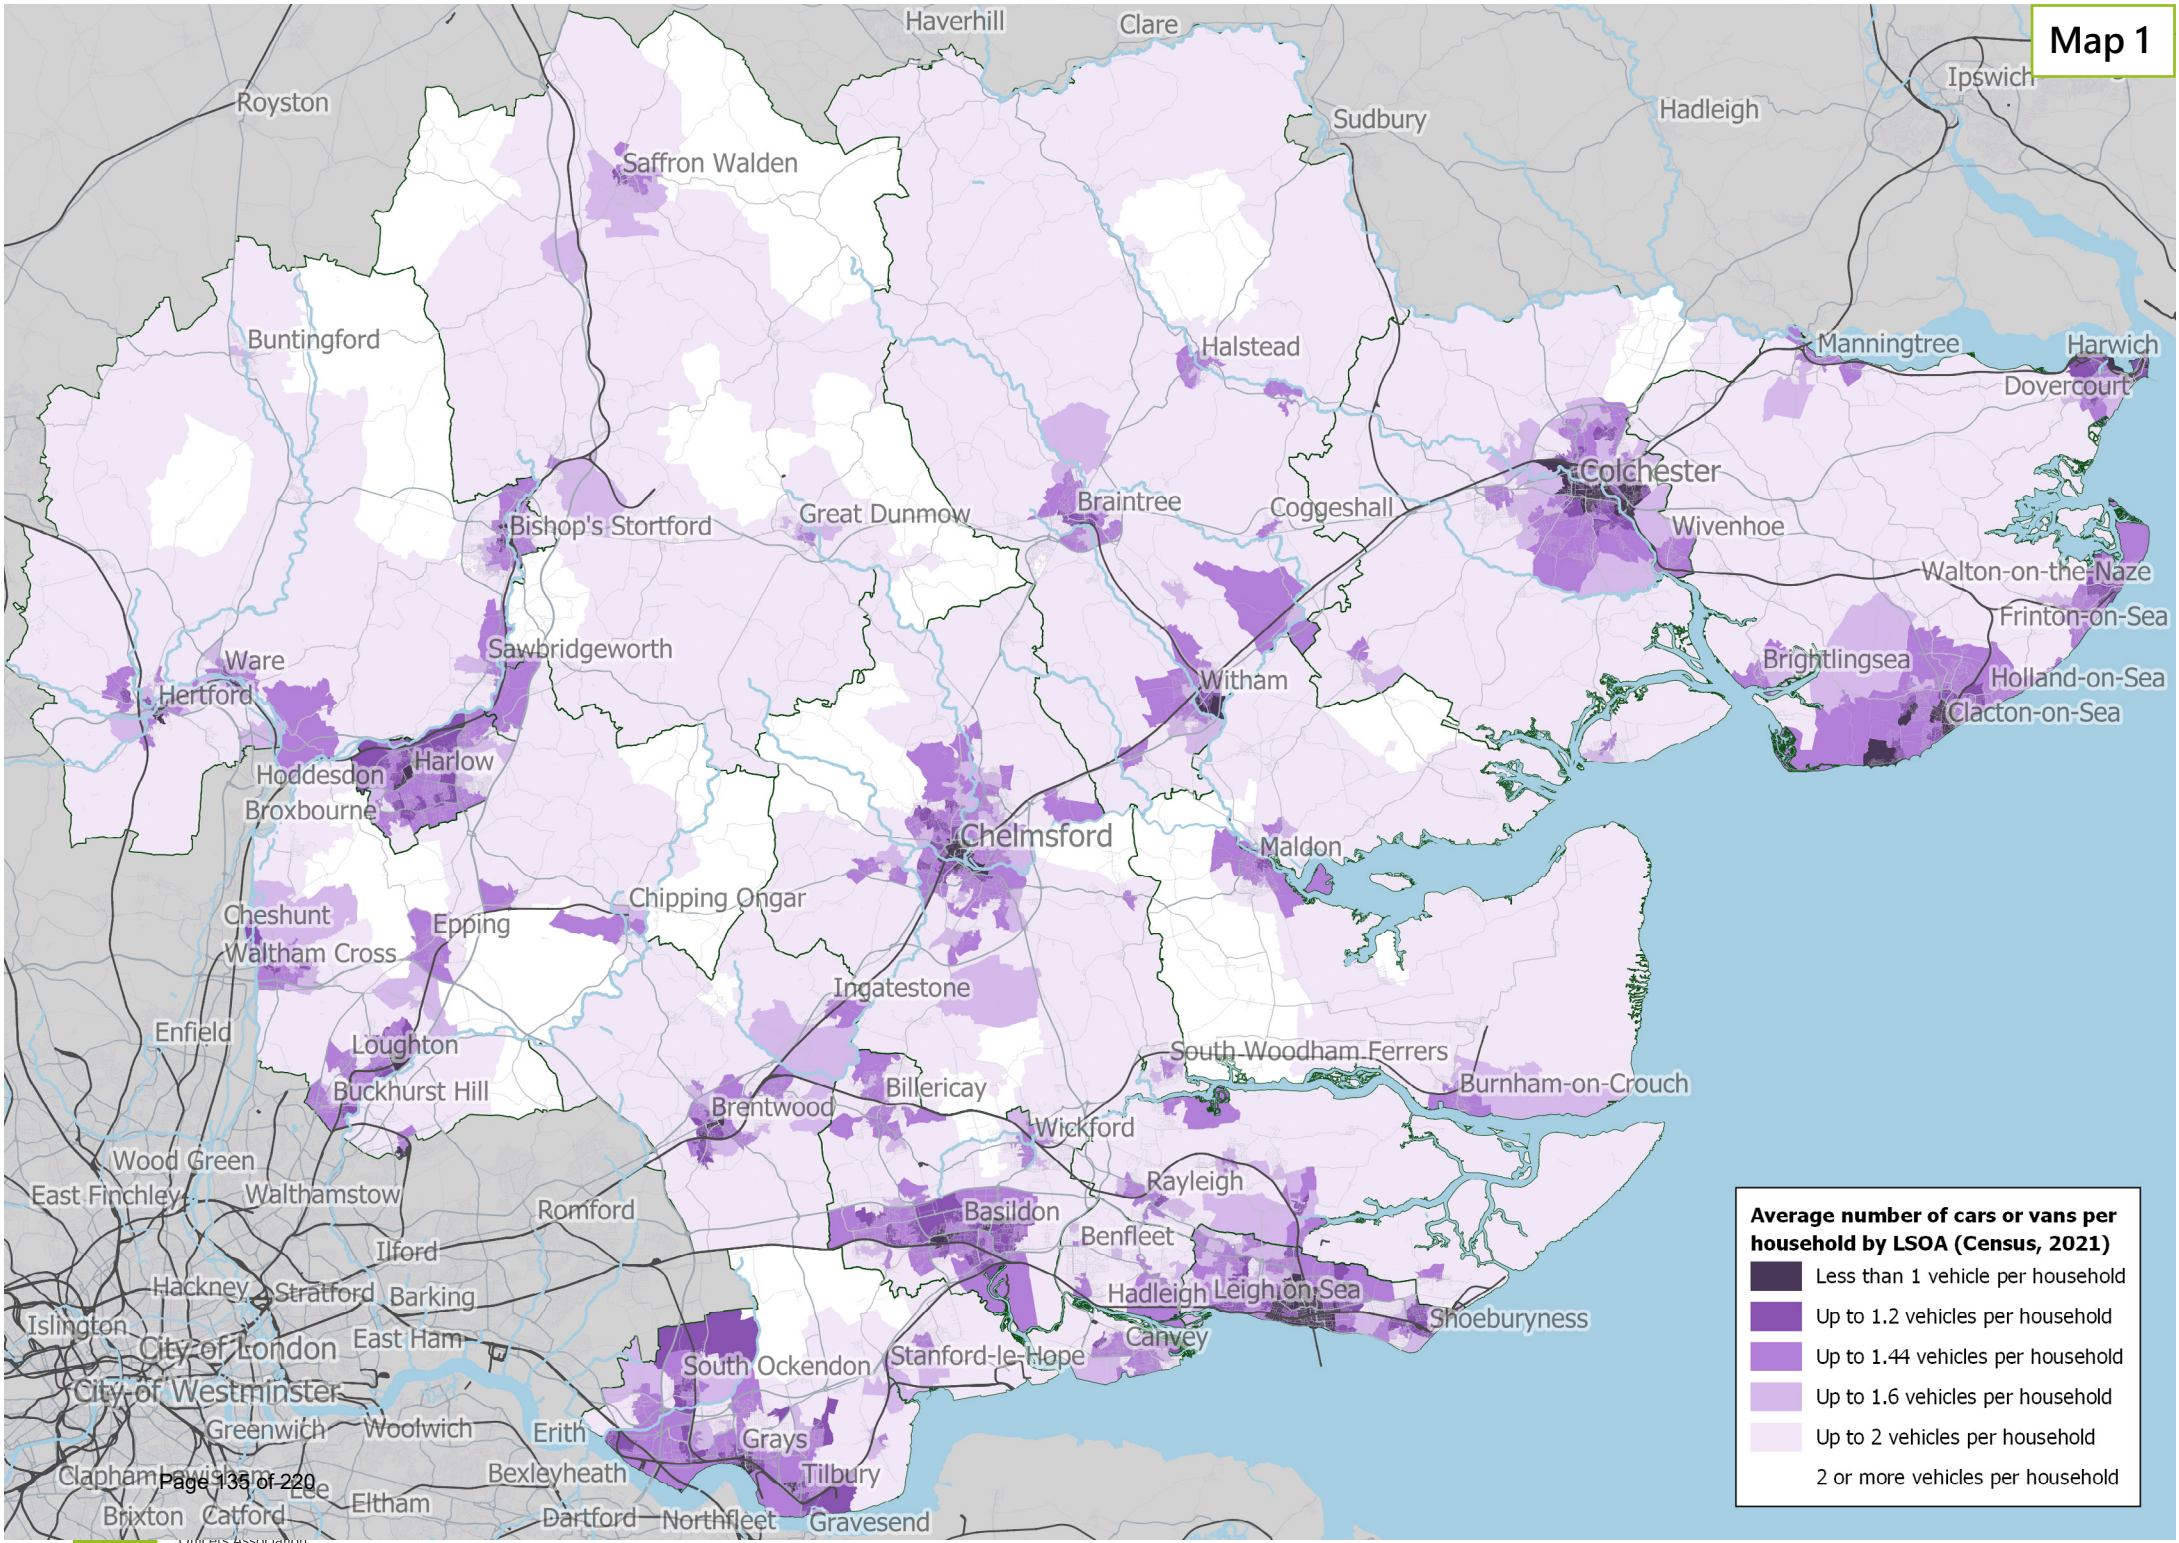 Map 1
Haverhill
Clare
Ipswich
Royston
Hadleigh
Sudbury
Saffron Walden
Buntingford
Halstead
Manningtree
Harwich
Dovercourt
Colchester
Braintree
Coggeshall
Great Dunmow
Bishop's Stortford
Wivenhoe
Walton-on-the-Naze
Frinton-on-Sea
Sawbridgeworth
Ware
Hertford
Witham
Brightlingsea
Holland-on-Sea
Clacton-on-Sea
Harlow
Hoddesdon
Broxbourne
Chelmsford
Maldon
Chipping Ongar
Cheshunt
Epping
Waltham Cross
Ingatestone
Enfield
Loughton
South Woodham Ferrers
Buckhurst Hill
Billericay
Burnham-on-Crouch
Brentwood
Wickford
Wood Green
East Finchley
Walthamstow
Romford
Rayleigh
Basildon
Benfleet
Ilford
Hackney
Stratford
Barking
Hadleigh
Leigh-on-Sea
Shoeburyness
Islington
City of London
East Ham
Canvey
South Ockendon
Stanford-le-Hope
City of Westminster
Greenwich
Woolwich
Erith
Grays
Clapham
Lewisham
Page 135 of 220
Lee
Bexleyheath
Tilbury
Eltham
Brixton
Catford
Dartford
Northfleet
Gravesend
Average number of cars or vans per
household by LSOA (Census, 2021)
Less than 1 vehicle per household
Up to 1.2 vehicles per household
Up to 1.44 vehicles per household
Up to 1.6 vehicles per household
Up to 2 vehicles per household
2 or more vehicles per household